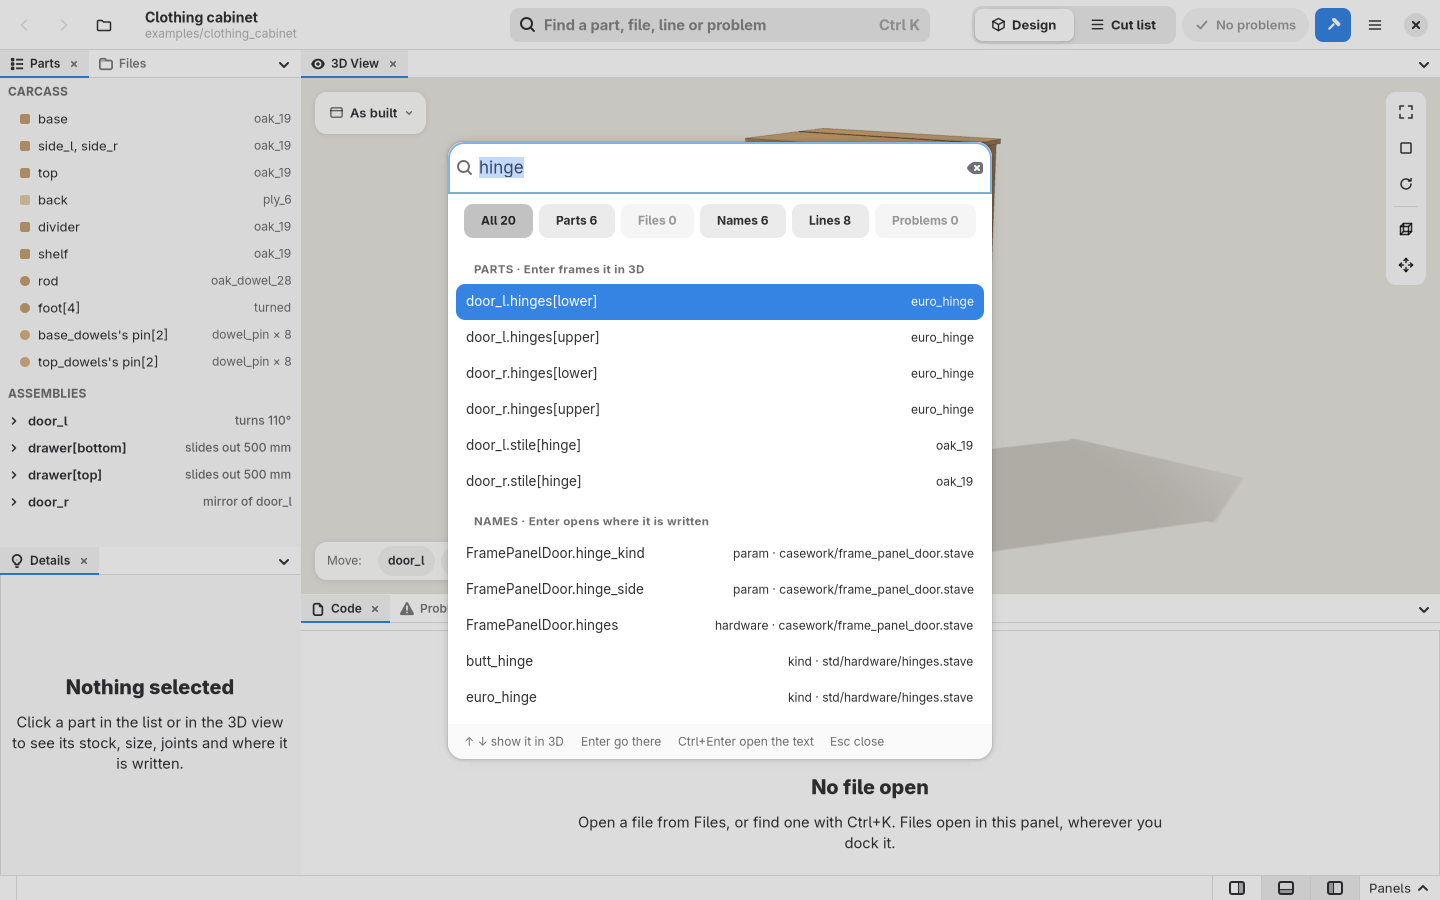 Clothing cabinet
examples/clothing_cabinet
Find a part, file, line or problem
Ctrl K
Design
Cut list
No problems
Parts
Files
3D View
CARCASS
base
oak_19
side_l, side_r
oak_19
top
oak_19
back
ply_6
divider
oak_19
shelf
oak_19
rod
oak_dowel_28
foot[4]
turned
base_dowels's pin[2]
dowel_pin × 8
top_dowels's pin[2]
dowel_pin × 8
ASSEMBLIES
door_l
turns 110°
drawer[bottom]
slides out 500 mm
drawer[top]
slides out 500 mm
door_r
mirror of door_l
Details
Nothing selected
Click a part in the list or in the 3D view
to see its stock, size, joints and where it
is written.
As built
hinge
All 20
Parts 6
Files 0
Names 6
Lines 8
Problems 0
PARTS · Enter frames it in 3D
door_l.hinges[lower]
euro_hinge
door_l.hinges[upper]
euro_hinge
door_r.hinges[lower]
euro_hinge
door_r.hinges[upper]
euro_hinge
door_l.stile[hinge]
oak_19
door_r.stile[hinge]
oak_19
NAMES · Enter opens where it is written
FramePanelDoor.hinge_kind
param · casework/frame_panel_door.stave
FramePanelDoor.hinge_side
param · casework/frame_panel_door.stave
FramePanelDoor.hinges
hardware · casework/frame_panel_door.stave
butt_hinge
kind · std/hardware/hinges.stave
euro_hinge
kind · std/hardware/hinges.stave
↑ ↓ show it in 3D
Enter go there
Ctrl+Enter open the text
Esc close
Move:
door_l
Code
Prob
No file open
Open a file from Files, or find one with Ctrl+K. Files open in this panel, wherever you
dock it.
Panels